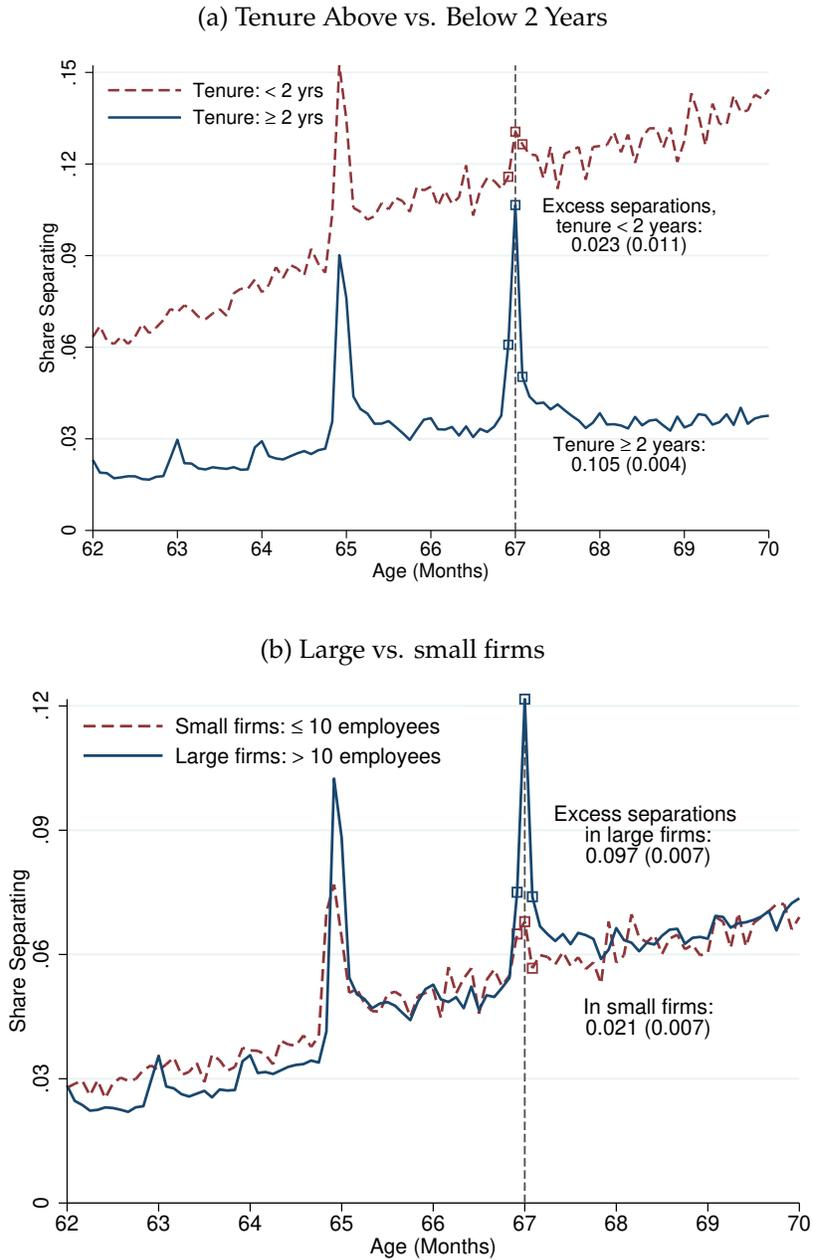 (a) Tenure Above vs. Below 2 Years
Share Separating
.15
.12
.09
.06
.03
0
Tenure: < 2 yrs
Tenure: ≥ 2 yrs
Excess separations,
tenure < 2 years:
0.023 (0.011)
Tenure ≥ 2 years:
0.105 (0.004)
62 63 64 65 66 67 68 69 70
Age (Months)
(b) Large vs. small firms
Share Separating
.12
.09
.06
.03
0
Small firms: ≤ 10 employees
Large firms: > 10 employees
Excess separations
in large firms:
0.097 (0.007)
In small firms:
0.021 (0.007)
62 63 64 65 66 67 68 69 70
Age (Months)